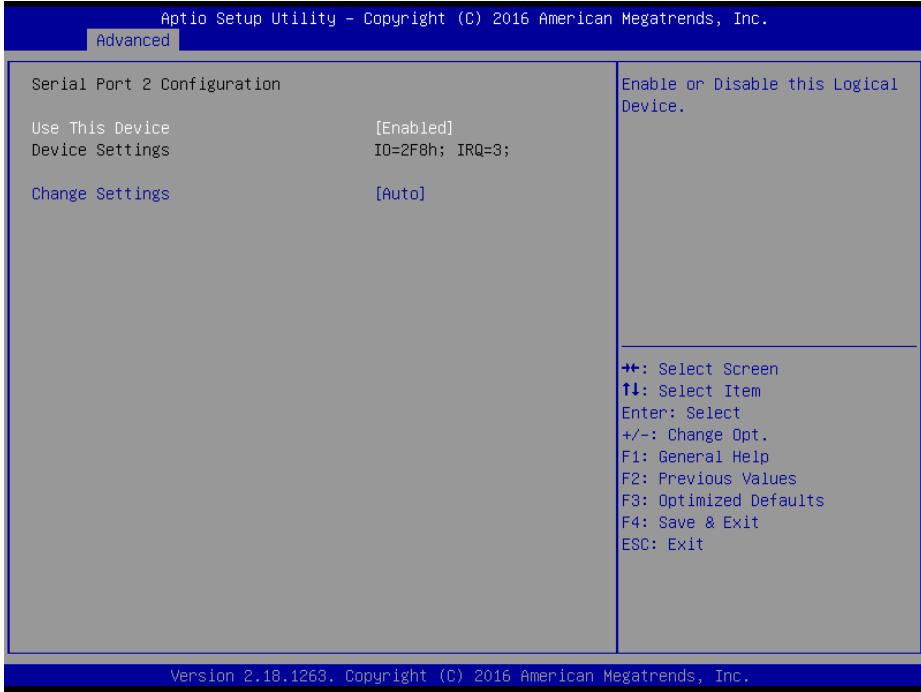 Aptio Setup Utility – Copyright (C) 2016 American Megatrends, Inc.
Advanced
Serial Port 2 Configuration
Use This Device [Enabled]
Device Settings IO=2F8h; IRQ=3;
Change Settings [Auto]
Enable or Disable this Logical
Device.
→←: Select Screen
↑↓: Select Item
Enter: Select
+/-: Change Opt.
F1: General Help
F2: Previous Values
F3: Optimized Defaults
F4: Save & Exit
ESC: Exit
Version 2.18.1263. Copyright (C) 2016 American Megatrends, Inc.